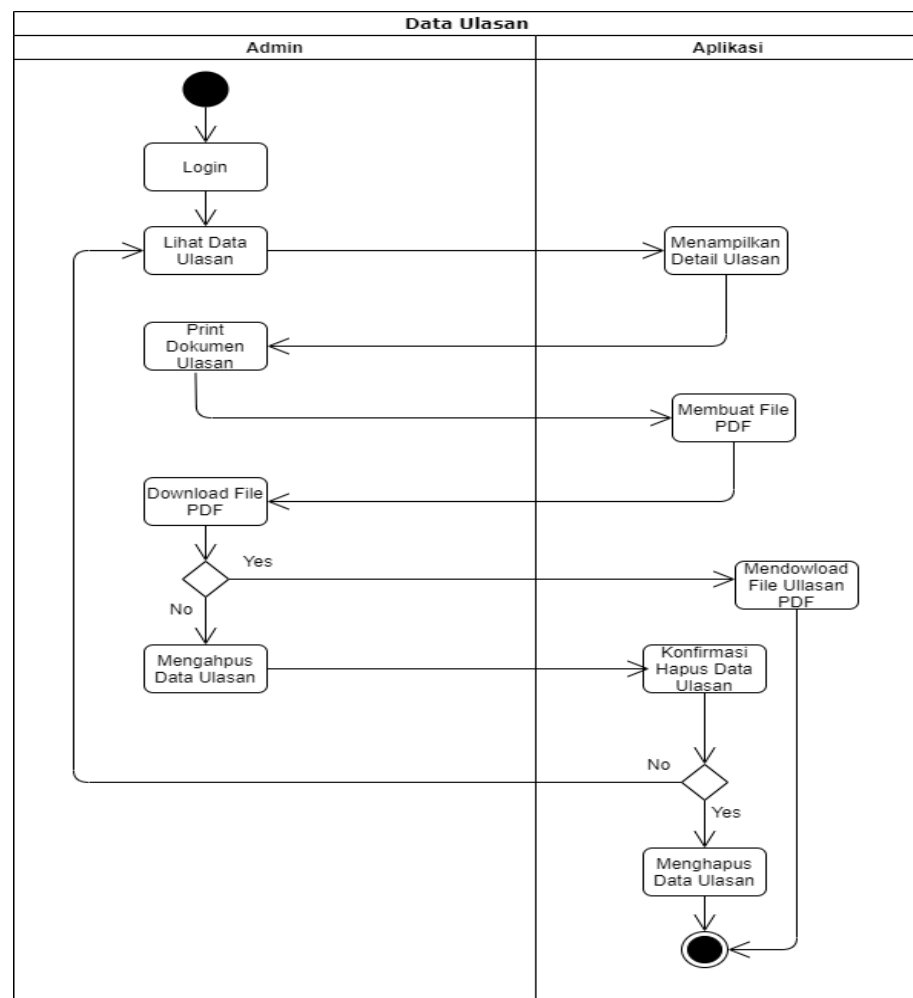 Data Ulasan
Admin
Aplikasi
Login
Lihat Data
Ulasan
Menampilkan
Detail Ulasan
Print
Dokumen
Ulasan
Membuat File
PDF
Download File
PDF
Yes
Mendowload
File Ullasan
PDF
No
Mengahpus
Data Ulasan
Konfirmasi
Hapus Data
Ulasan
No
Yes
Menghapus
Data Ulasan